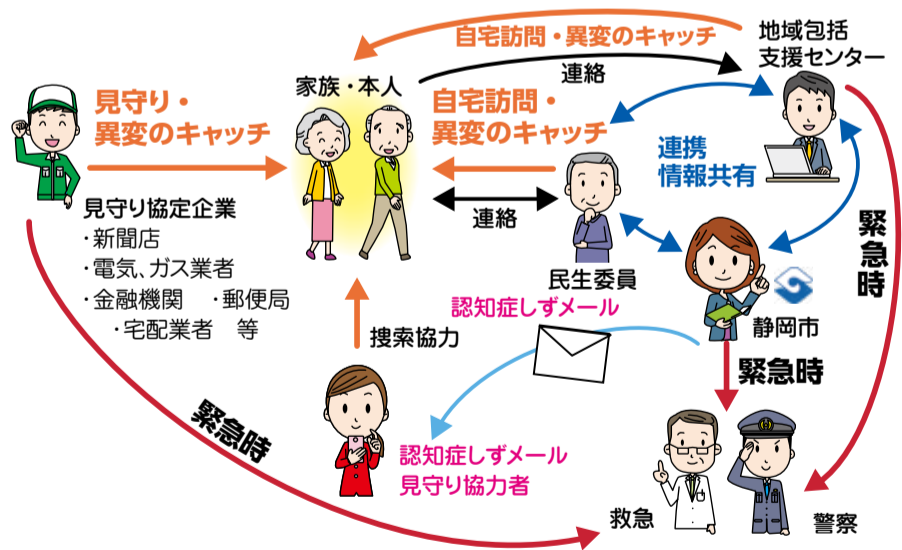 自宅訪問・異変のキャッチ
地域包括
支援センター
連絡
家族・本人
見守り・
異変のキャッチ
自宅訪問・
異変のキャッチ
連携
情報共有
見守り協定企業
・新聞店
・電気、ガス業者
・金融機関 ・郵便局
・宅配業者 等
連絡
民生委員
緊急時
静岡市
認知症しずメール
捜索協力
緊急時
緊急時
認知症しずメール
見守り協力者
救急
警察